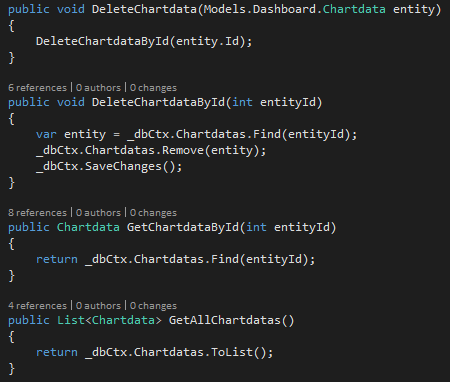 public void DeleteChartdata(Models.Dashboard.Chartdata entity)
{
    DeleteChartdataById(entity.Id);
}
6 references | 0 authors | 0 changes
public void DeleteChartdataById(int entityId)
{
    var entity = _dbCtx.Chartdatas.Find(entityId);
    _dbCtx.Chartdatas.Remove(entity);
    _dbCtx.SaveChanges();
}
8 references | 0 authors | 0 changes
public Chartdata GetChartdataById(int entityId)
{
    return _dbCtx.Chartdatas.Find(entityId);
}
4 references | 0 authors | 0 changes
public List<Chartdata> GetAllChartdatas()
{
    return _dbCtx.Chartdatas.ToList();
}